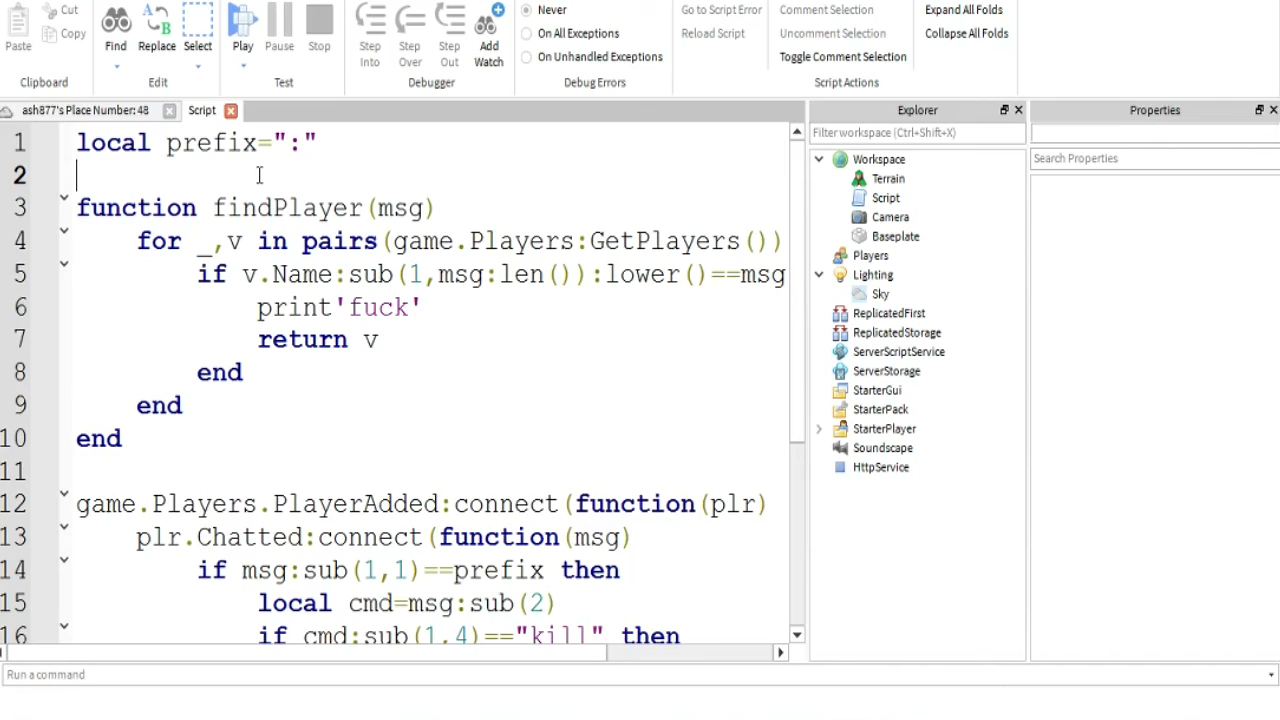 Paste
Cut
Copy
Find
Replace
Select
Play
Pause
Stop
Step Into
Step Over
Step Out
Add Watch
Never
On All Exceptions
On Unhandled Exceptions
Go to Script Error
Reload Script
Comment Selection
Uncomment Selection
Toggle Comment Selection
Expand All Folds
Collapse All Folds
Clipboard
Edit
Test
Debugger
Debug Errors
Script Actions
ash877's Place Number: 48
Script
1 local prefix=":"
2
3 function findPlayer(msg)
4 for _,v in pairs(game.Players:GetPlayers())
5 if v.Name:sub(1,msg:len()):lower()==msg
6 print'fuck'
7 return v
8 end
9 end
10 end
11
12 game.Players.PlayerAdded:connect(function(plr)
13 plr.Chatted:connect(function(msg)
14 if msg:sub(1,1)==prefix then
15 local cmd=msg:sub(2)
16 if cmd:sub(1,4)=="kill" then
Explorer
Filter workspace (Ctrl+Shift+X)
Workspace
Terrain
Script
Camera
Baseplate
Players
Lighting
Sky
ReplicatedFirst
ReplicatedStorage
ServerScriptService
ServerStorage
StarterGui
StarterPack
StarterPlayer
Soundscape
HttpService
Properties
Search Properties
Run a command